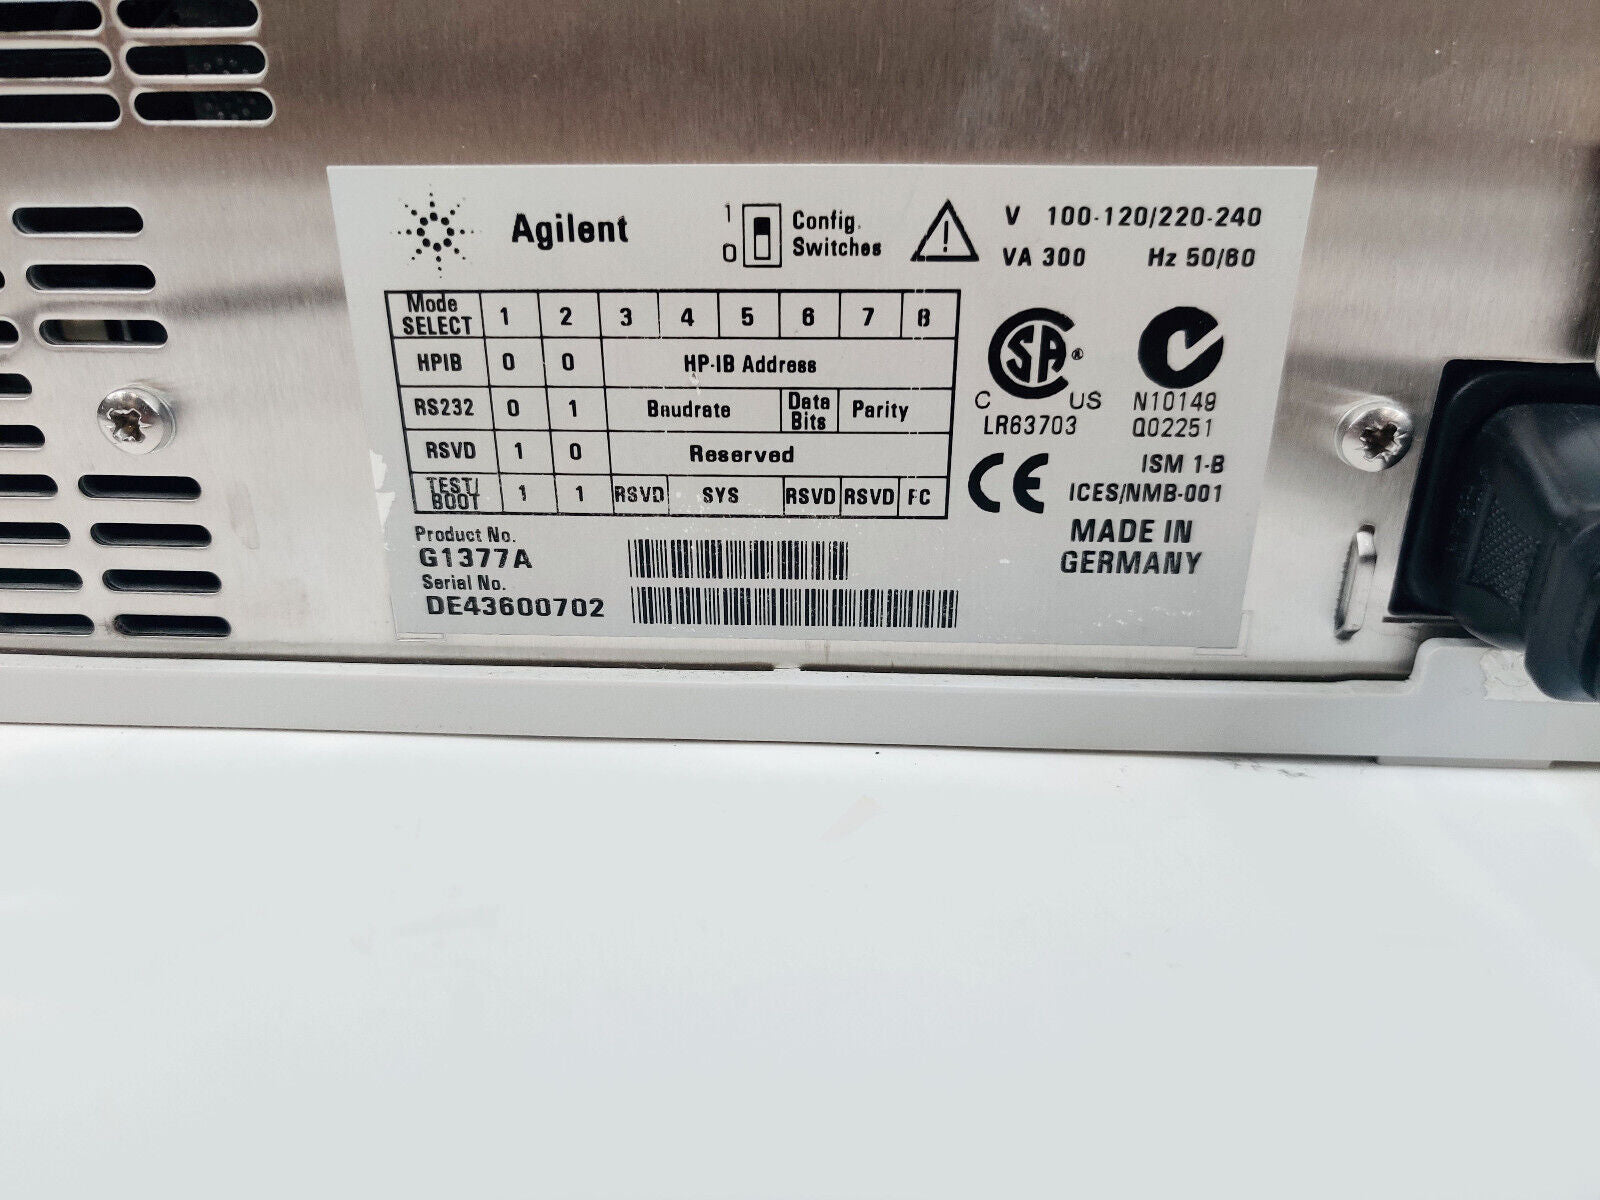 Agilent
1
0
Config.
Switches
V 100-120/220-240
VA 300 Hz 50/60
Mode SELECT 1 2 3 4 5 6 7 8
HPIB 0 0 HP-IB Address
RS232 0 1 Baudrate Data Bits Parity
RSVD 1 0 Reserved
TEST/ BOOT 1 1 RSVD SYS RSVD RSVD FC
Product No.
G1377A
Serial No.
DE43600702
SA ®
C US
LR63703
N10149
Q02251
CE
ISM 1-B
ICES/NMB-001
MADE IN
GERMANY